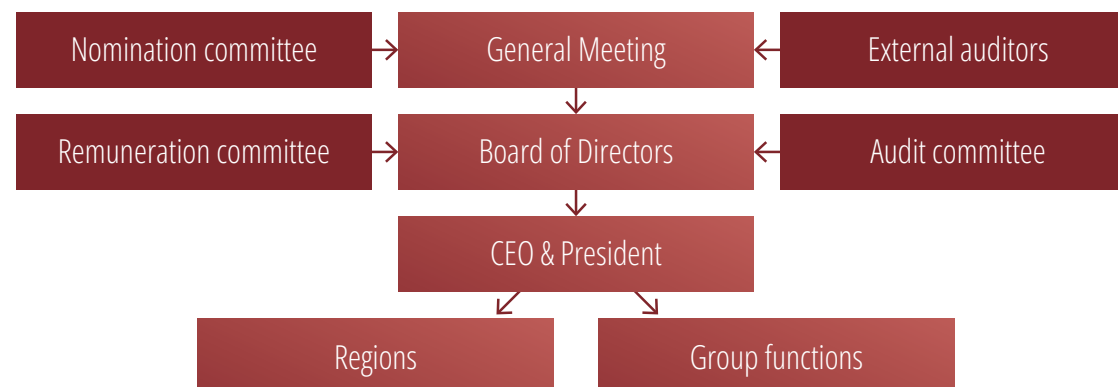 Nomination committee
General Meeting
External auditors
Remuneration committee
Board of Directors
Audit committee
CEO & President
Regions
Group functions